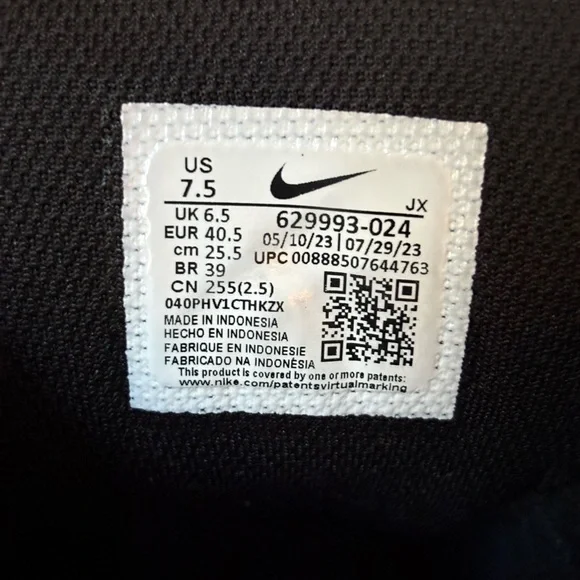 US
7.5
JX
UK 6.5
629993-024
EUR 40.5
05/10/23|07/29/23
cm 25.5
UPC 00888507644763
BR 39
CN 255(2.5)
040PHV1CTHKZX
MADE IN INDONESIA
HECHO EN INDONESIA
FABRIQUE EN INDONESIE
FABRICADO NA INDONÈSIA
This product is covered by one or more patents:
www.nike.com/patentsvirtualmarking